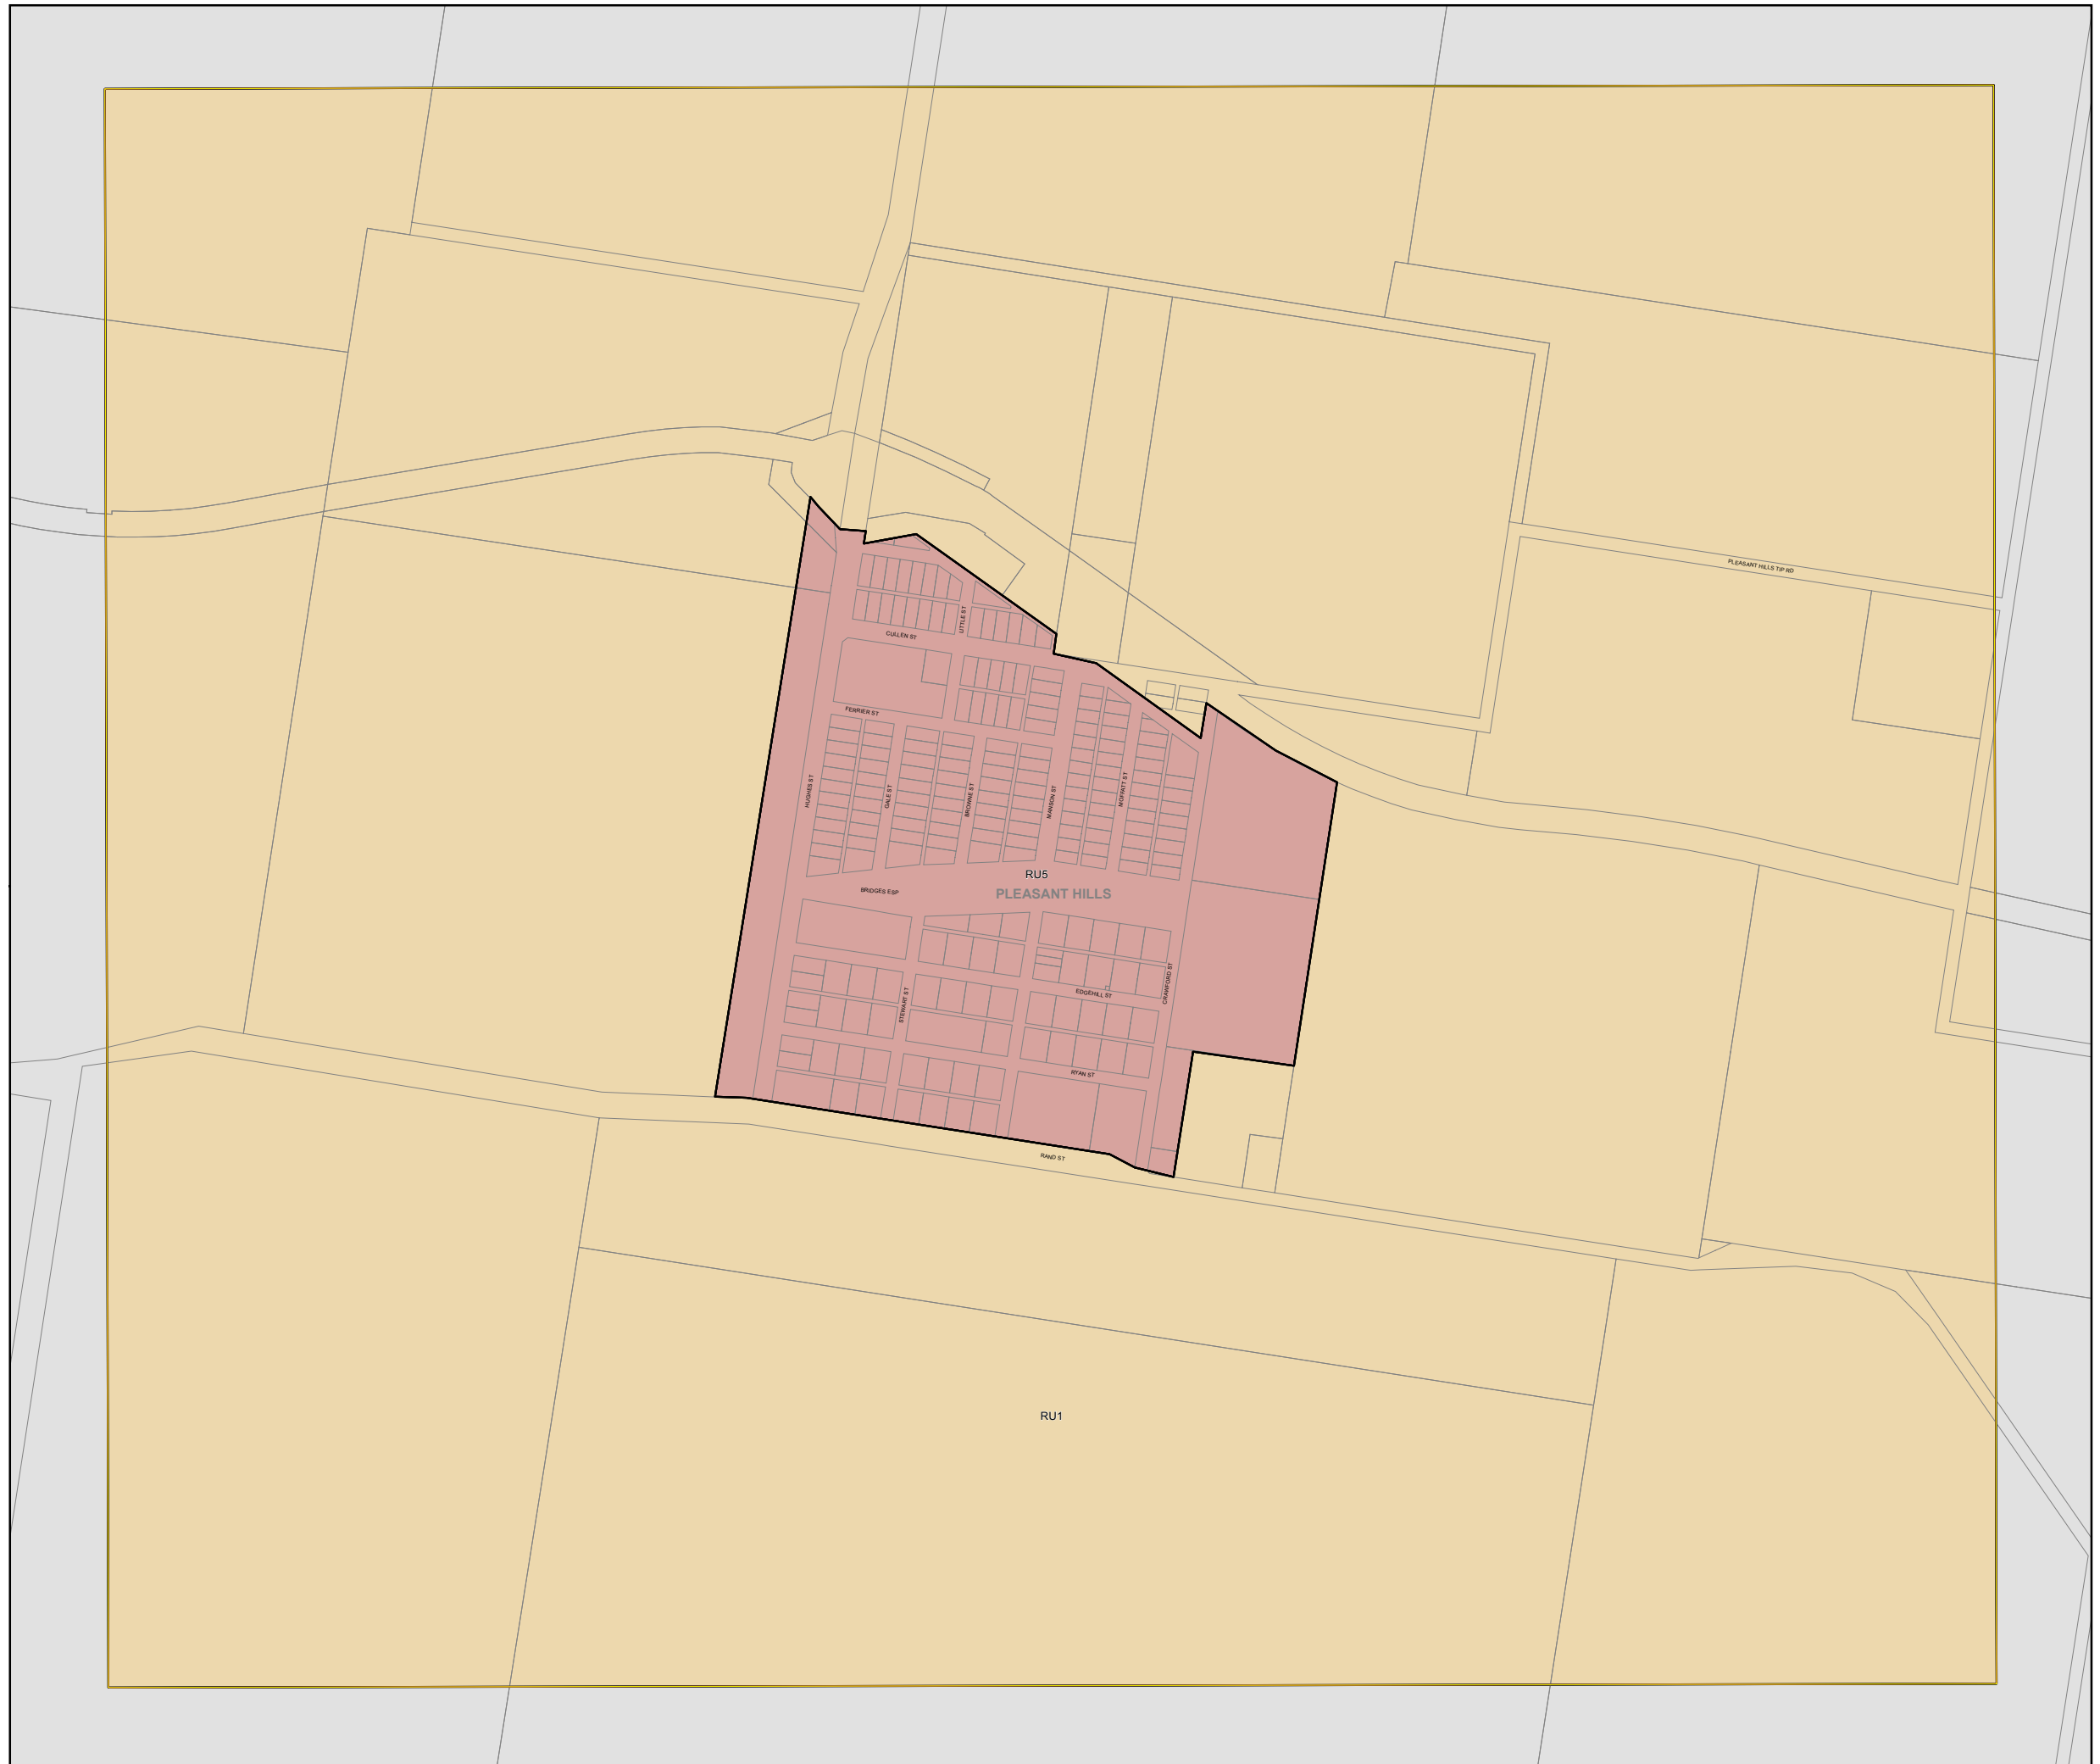 PLEASANT HILLS TIP RD
LITTLE ST
CULLEN ST
FERRIER ST
HUGHES ST
GALE ST
BROWNE ST
MANSON ST
MOFFATT ST
RU5
PLEASANT HILLS
BRIDGES ESP
CRAWFORD ST
EDGEHILL ST
STEWART ST
RYAN ST
RAND ST
RU1